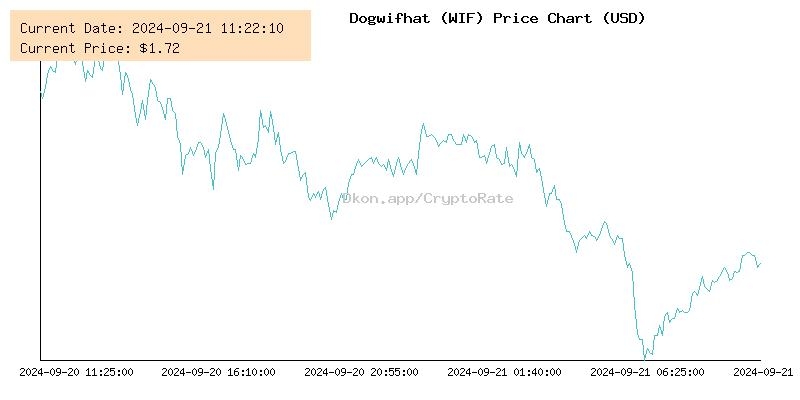 Dogwifhat (WIF) Price Chart (USD)
Current Date: 2024-09-21 11:22:10
Current Price: $1.72
Dkon.app/CryptoRate
2024-09-20 11:25:00 2024-09-20 16:10:00 2024-09-20 20:55:00 2024-09-21 01:40:00 2024-09-21 06:25:00 2024-09-21